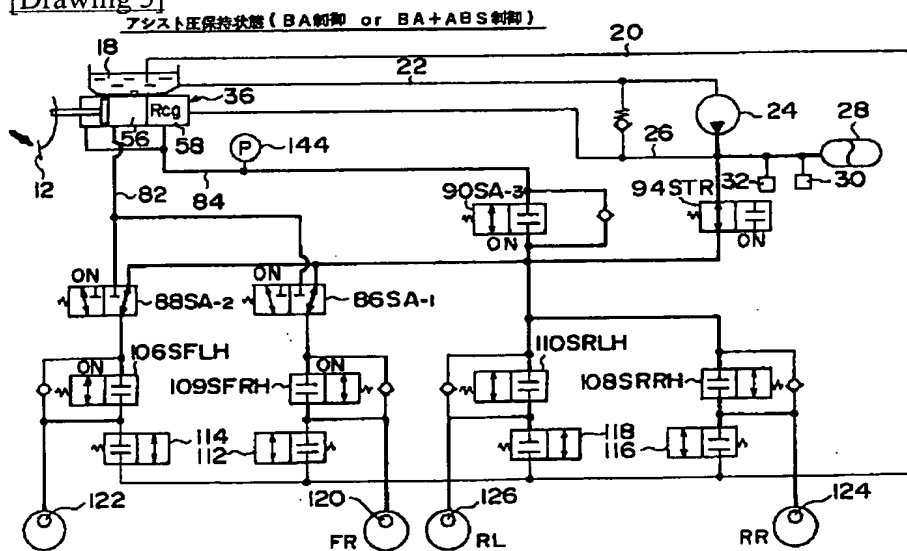 [Drawing 5]
アシスト圧保持状態(BA制御 or BA+ABS制御)
18
20
22
Rcg
36
24
28
56
58
26
12
P
144
32
30
82
84
90SA-3
94STR
ON
ON
ON
ON
88SA-2
86SA-1
106SFLH
110SRLH
ON
ON
109SFRH
108SRRH
114
112
118
116
122
120
126
124
FR
RL
RR